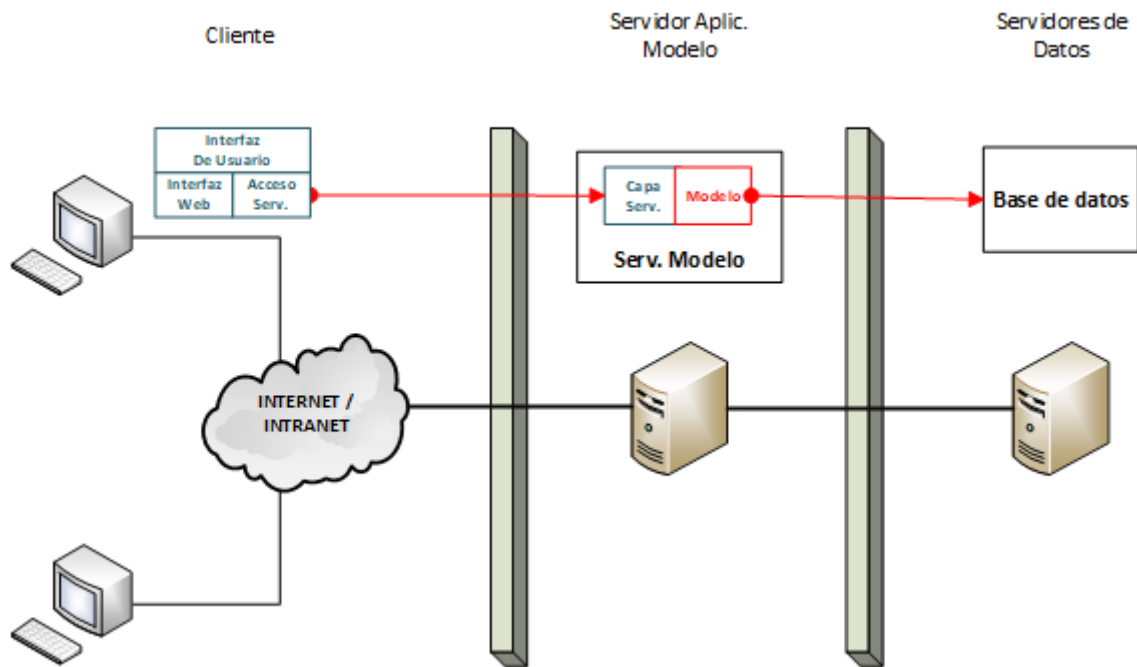 Cliente
Servidor Aplic.
Modelo
Servidores de
Datos
Interfaz
De Usuario
Interfaz
Web
Acceso
Serv.
Capa
Serv.
Modelo
Serv. Modelo
Base de datos
INTERNET /
INTRANET